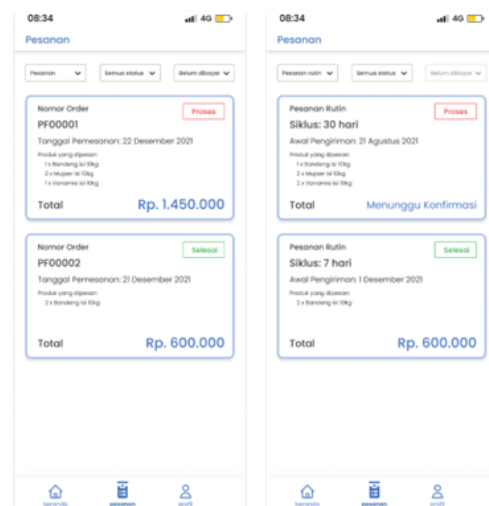 08:34
4G
Pesanan
Pesanan
Semua status
Belum dibayar
Nomor Order
Proses
PF00001
Tanggal Pemesanan: 22 Desember 2021
Produk yang dipesan:
1 x Bandeng isi 10kg
2 x Mujaer isi 10kg
1 x Vanamie isi 10kg
Total
Rp. 1.450.000
Nomor Order
Selesai
PF00002
Tanggal Pemesanan: 21 Desember 2021
Produk yang dipesan:
2 x Bandeng isi 10kg
Total
Rp. 600.000
beranda
pesanan
profil
08:34
4G
Pesanan
Pesanan rutin
Semua status
Belum dibayar
Pesanan Rutin
Proses
Siklus: 30 hari
Awal Pengiriman: 21 Agustus 2021
Produk yang dipesan:
1 x Bandeng isi 10kg
2 x Mujaer isi 10kg
2 x Vanamie isi 10kg
Total
Menunggu Konfirmasi
Pesanan Rutin
Selesai
Siklus: 7 hari
Awal Pengiriman: 1 Desember 2021
Produk yang dipesan:
2 x Bandeng isi 10kg
Total
Rp. 600.000
beranda
pesanan
profil